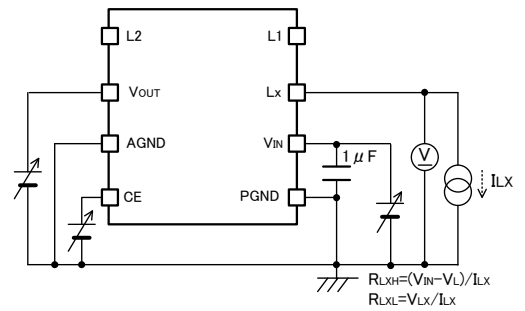 L2
L1
VOUT
LX
AGND
VIN
1μF
CE
PGND
V
ILX
RLXH=(VIN-VL)/ILX
RLXL=VLX/ILX